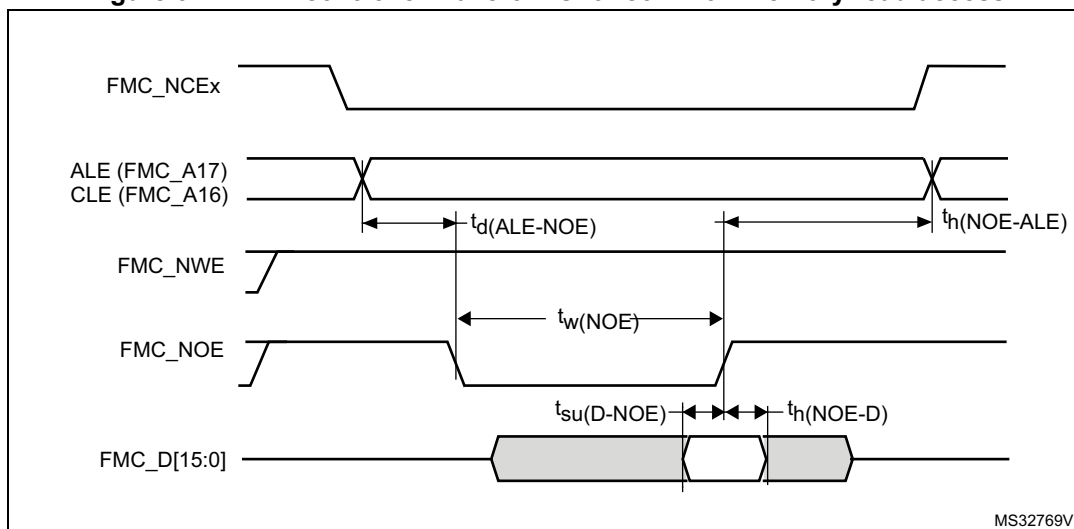 FMC_NCEx
ALE (FMC_A17)
CLE (FMC_A16)
td(ALE-NOE)
th(NOE-ALE)
FMC_NWE
tw(NOE)
FMC_NOE
tsu(D-NOE)
th(NOE-D)
FMC_D[15:0]
MS32769V